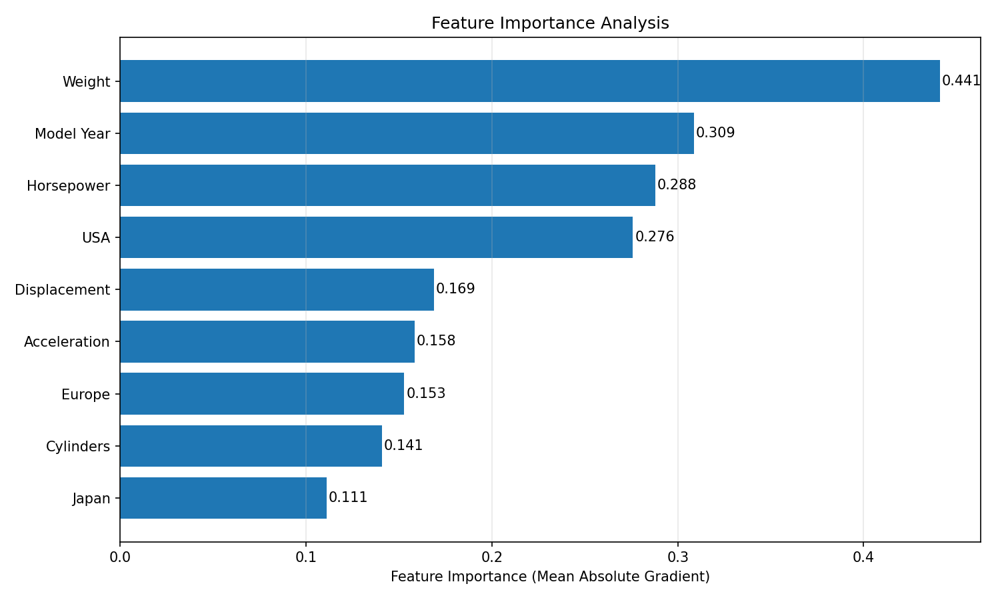 Feature Importance Analysis
Weight 0.441
Model Year 0.309
Horsepower 0.288
USA 0.276
Displacement 0.169
Acceleration 0.158
Europe 0.153
Cylinders 0.141
Japan 0.111
0.0 0.1 0.2 0.3 0.4
Feature Importance (Mean Absolute Gradient)